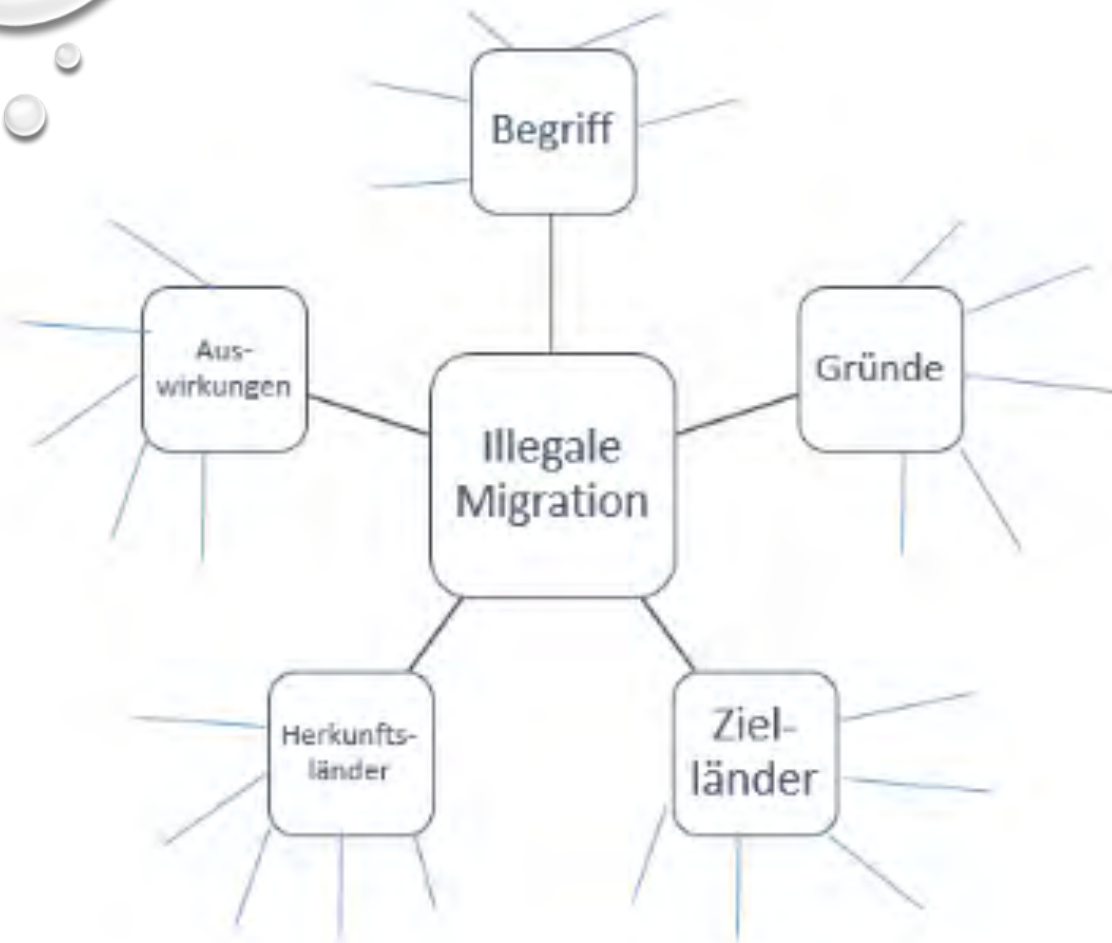 Begriff
Aus-
wirkungen
Gründe
Illegale
Migration
Herkunfts-
länder
Ziel-
länder